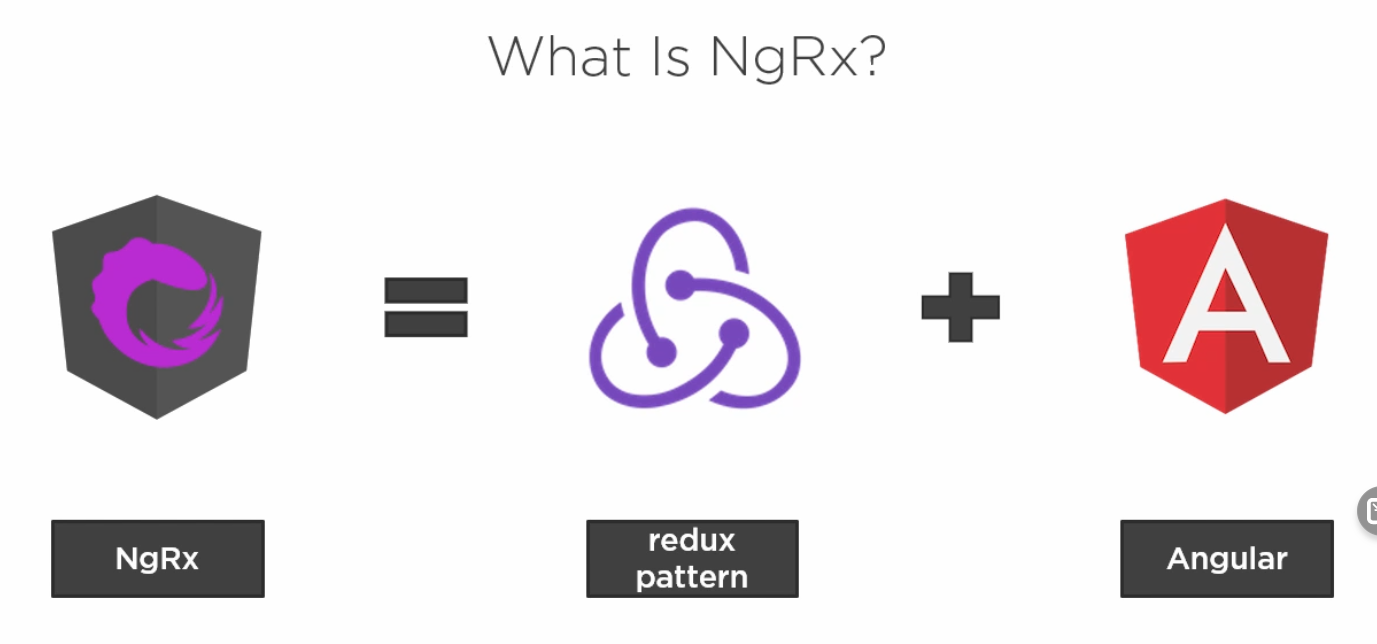 What Is NgRx?
NgRx
redux
pattern
Angular